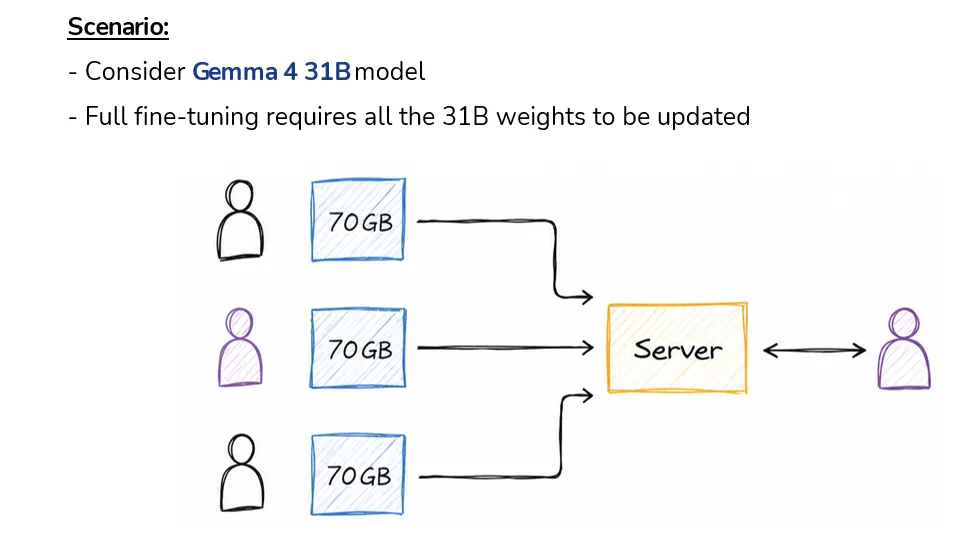 Scenario:
- Consider Gemma 4 31B model
- Full fine-tuning requires all the 31B weights to be updated
70GB
70GB
Server
70GB